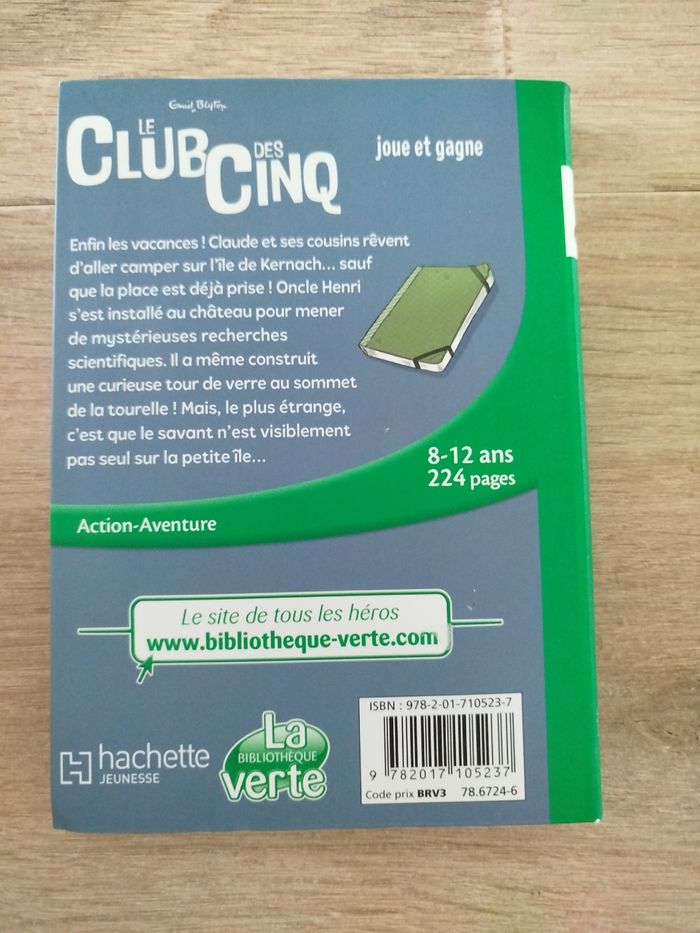 Enid Blyton
LE
CLUB DES
CINQ
joue et gagne
Enfin les vacances ! Claude et ses cousins rêvent
d'aller camper sur l'île de Kernach... sauf
que la place est déjà prise ! Oncle Henri
s'est installé au château pour mener
de mystérieuses recherches
scientifiques. Il a même construit
une curieuse tour de verre au sommet
de la tourelle ! Mais, le plus étrange,
c'est que le savant n'est visiblement
pas seul sur la petite île...
8-12 ans
224 pages
Action-Aventure
Le site de tous les héros
www.bibliotheque-verte.com
hachette
JEUNESSE
La
BIBLIOTHÈQUE
verte
ISBN : 978-2-01-710523-7
9 782017 105237
Code prix BRV3 78.6724-6